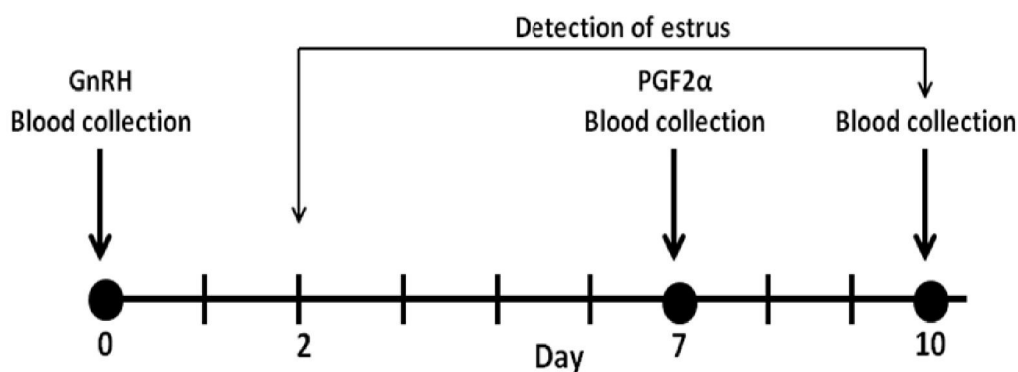 Detection of estrus
GnRH
Blood collection
PGF2α
Blood collection
Blood collection
0
2
7
10
Day